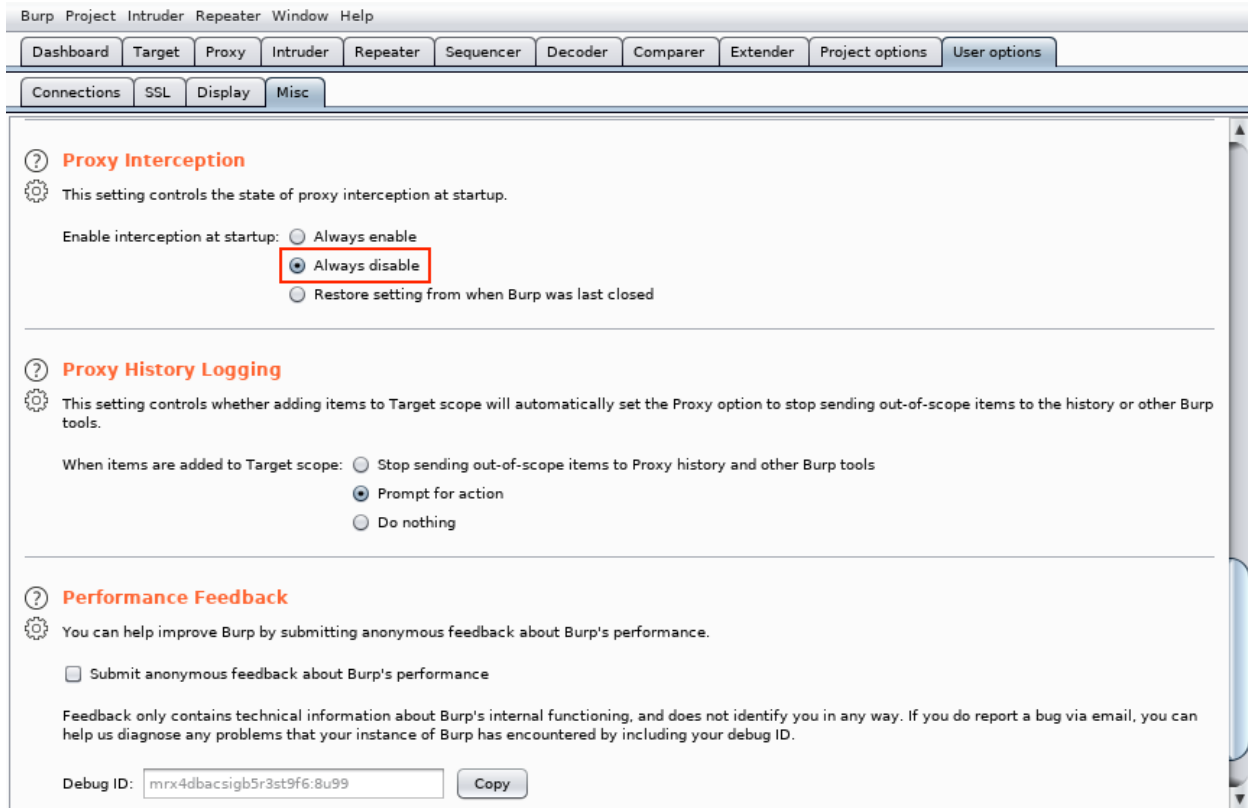 Burp Project Intruder Repeater Window Help
Dashboard Target Proxy Intruder Repeater Sequencer Decoder Comparer Extender Project options User options
Connections SSL Display Misc
Proxy Interception
This setting controls the state of proxy interception at startup.
Enable interception at startup: Always enable
Always disable
Restore setting from when Burp was last closed
Proxy History Logging
This setting controls whether adding items to Target scope will automatically set the Proxy option to stop sending out-of-scope items to the history or other Burp
tools.
When items are added to Target scope: Stop sending out-of-scope items to Proxy history and other Burp tools
Prompt for action
Do nothing
Performance Feedback
You can help improve Burp by submitting anonymous feedback about Burp's performance.
Submit anonymous feedback about Burp's performance
Feedback only contains technical information about Burp's internal functioning, and does not identify you in any way. If you do report a bug via email, you can
help us diagnose any problems that your instance of Burp has encountered by including your debug ID.
Debug ID: mrx4dbacsigb5r3st9f6:8u99 Copy